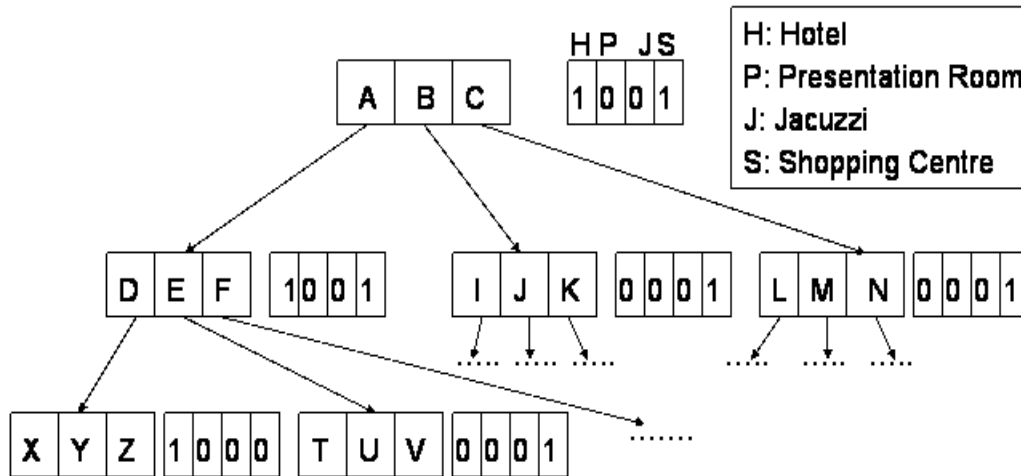 H P J S
A B C 1 0 0 1
H: Hotel
P: Presentation Room
J: Jacuzzi
S: Shopping Centre
D E F 1 0 0 1 I J K 0 0 0 1 L M N 0 0 0 1
...... ...... ...... ...... ...... ......
X Y Z 1 0 0 0 T U V 0 0 0 1 ........